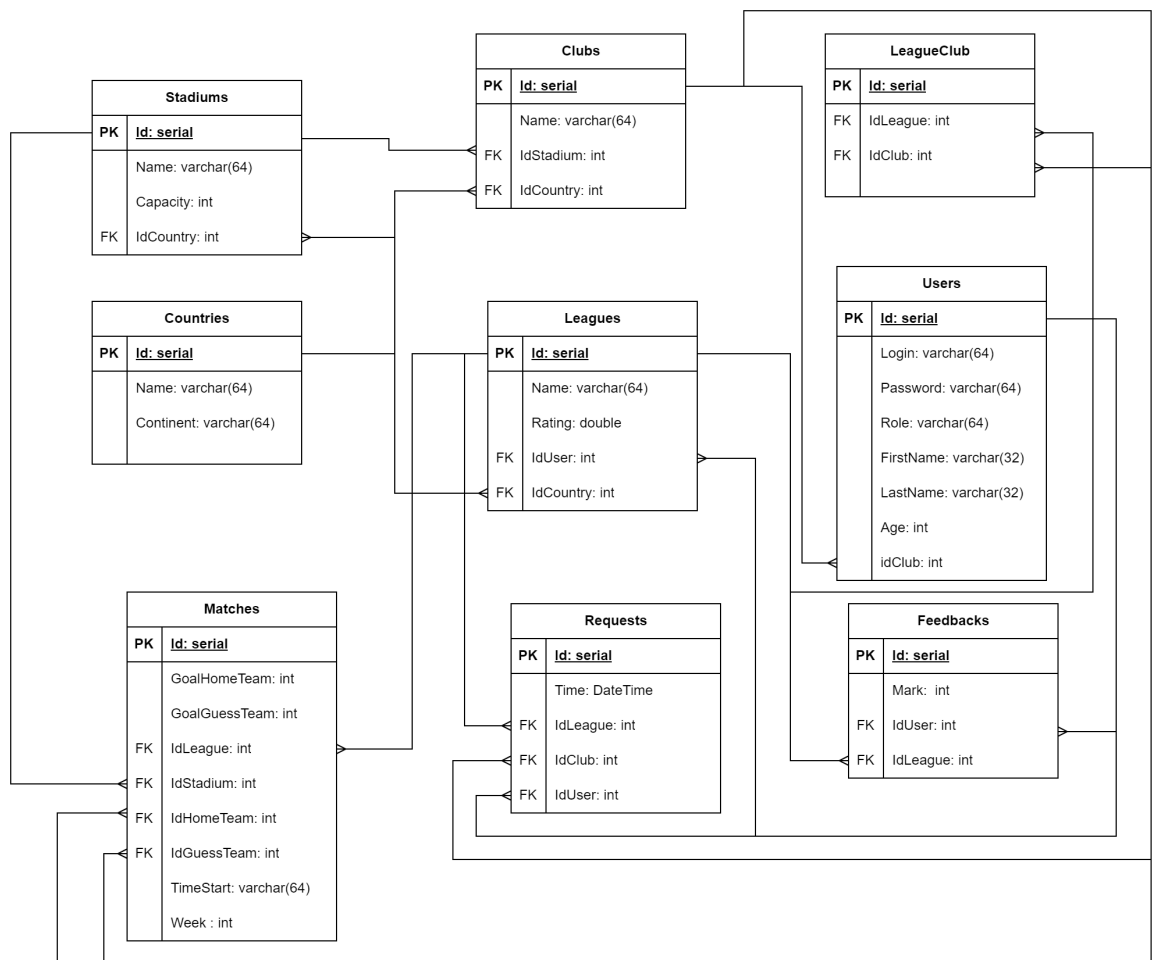 Stadiums
PK Id: serial
Name: varchar(64)
Capacity: int
FK IdCountry: int
Clubs
PK Id: serial
Name: varchar(64)
FK IdStadium: int
FK IdCountry: int
LeagueClub
PK Id: serial
FK IdLeague: int
FK IdClub: int
Countries
PK Id: serial
Name: varchar(64)
Continent: varchar(64)
Leagues
PK Id: serial
Name: varchar(64)
Rating: double
FK IdUser: int
FK IdCountry: int
Users
PK Id: serial
Login: varchar(64)
Password: varchar(64)
Role: varchar(64)
FirstName: varchar(32)
LastName: varchar(32)
Age: int
idClub: int
Matches
PK Id: serial
GoalHomeTeam: int
GoalGuessTeam: int
FK IdLeague: int
FK IdStadium: int
FK IdHomeTeam: int
FK IdGuessTeam: int
TimeStart: varchar(64)
Week : int
Requests
PK Id: serial
Time: DateTime
FK IdLeague: int
FK IdClub: int
FK IdUser: int
Feedbacks
PK Id: serial
Mark: int
FK IdUser: int
FK IdLeague: int